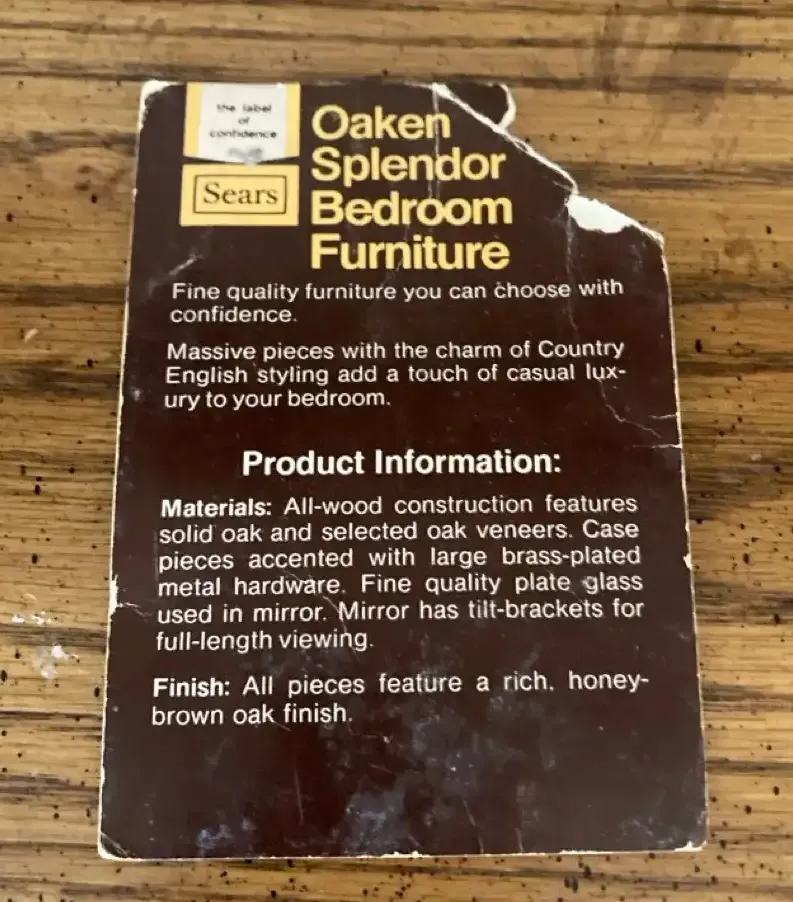 the label
of
confidence
Sears
Oaken
Splendor
Bedroom
Furniture
Fine quality furniture you can choose with
confidence.
Massive pieces with the charm of Country
English styling add a touch of casual lux-
ury to your bedroom.
Product Information:
Materials: All-wood construction features
solid oak and selected oak veneers. Case
pieces accented with large brass-plated
metal hardware. Fine quality plate glass
used in mirror. Mirror has tilt-brackets for
full-length viewing.
Finish: All pieces feature a rich, honey-
brown oak finish.